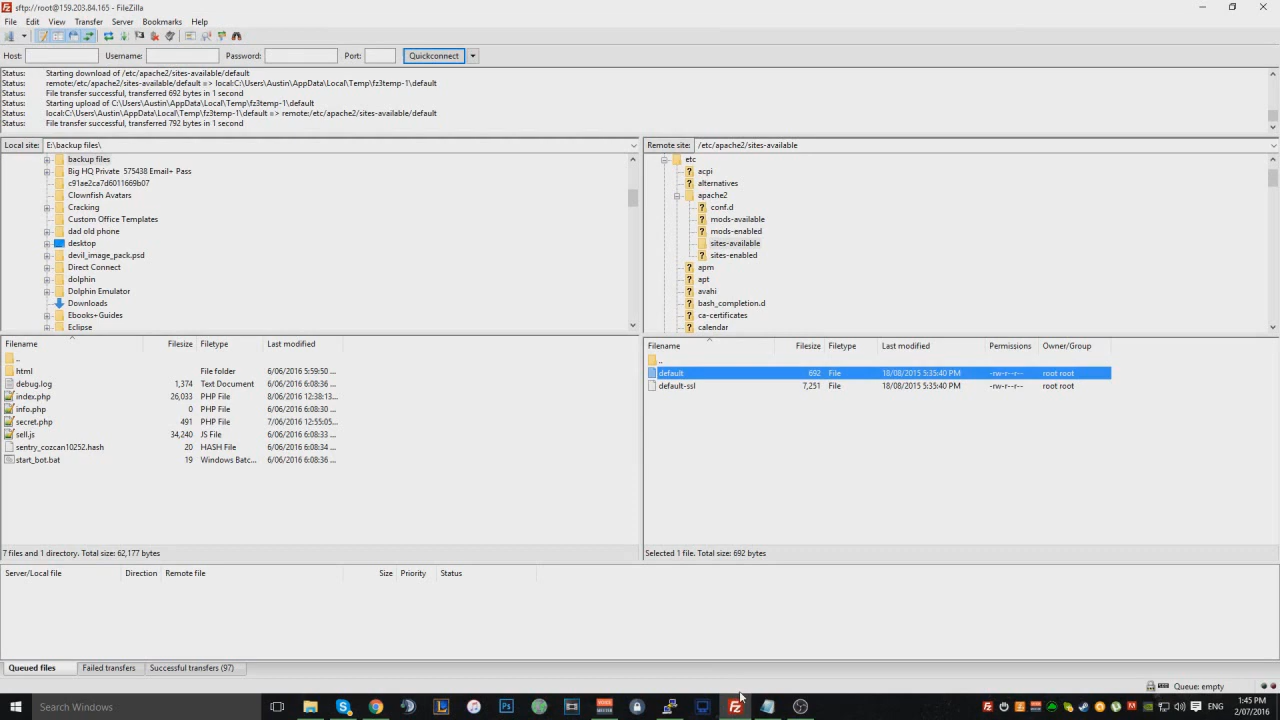 sftp://root@159.203.84.165 - FileZilla
File Edit View Transfer Server Bookmarks Help
Host: Username: Password: Port: Quickconnect
Status: Starting download of /etc/apache2/sites-available/default
Status: remote:/etc/apache2/sites-available/default => local:C:\Users\Austin\AppData\Local\Temp\fz3temp-1\default
Status: File transfer successful, transferred 692 bytes in 1 second
Status: Starting upload of C:\Users\Austin\AppData\Local\Temp\fz3temp-1\default
Status: local:C:\Users\Austin\AppData\Local\Temp\fz3temp-1\default => remote:/etc/apache2/sites-available/default
Status: File transfer successful, transferred 792 bytes in 1 second
Local site: E:\backup files\
backup files
Big HQ Private 575438 Email+ Pass
c91ae2ca7d6011669b07
Clownfish Avatars
Cracking
Custom Office Templates
dad old phone
desktop
devil_image_pack.psd
Direct Connect
dolphin
Dolphin Emulator
Downloads
Ebooks+Guides
Eclipse
Remote site: /etc/apache2/sites-available
etc
acpi
alternatives
apache2
conf.d
mods-available
mods-enabled
sites-available
sites-enabled
apm
apt
avahi
bash_completion.d
ca-certificates
calendar
Filename Filesize Filetype Last modified
..
html File folder 6/06/2016 5:59:50 ...
debug.log 1,374 Text Document 6/06/2016 6:08:36 ...
index.php 26,033 PHP File 8/06/2016 12:38:13...
info.php 0 PHP File 6/06/2016 6:08:30 ...
secret.php 491 PHP File 7/06/2016 12:55:05...
sell.js 34,240 JS File 6/06/2016 6:08:33 ...
sentry_cozcan10252.hash 20 HASH File 6/06/2016 6:08:34 ...
start_bot.bat 19 Windows Batc... 6/06/2016 6:08:36 ...
7 files and 1 directory. Total size: 62,177 bytes
Filename Filesize Filetype Last modified Permissions Owner/Group
..
default 692 File 18/08/2015 5:35:40 PM -rw-r--r-- root root
default-ssl 7,251 File 18/08/2015 5:35:40 PM -rw-r--r-- root root
Selected 1 file. Total size: 692 bytes
Server/Local file Direction Remote file Size Priority Status
Queued files Failed transfers Successful transfers (97)
Queue: empty
Search Windows
ENG
1:45 PM
2/07/2016